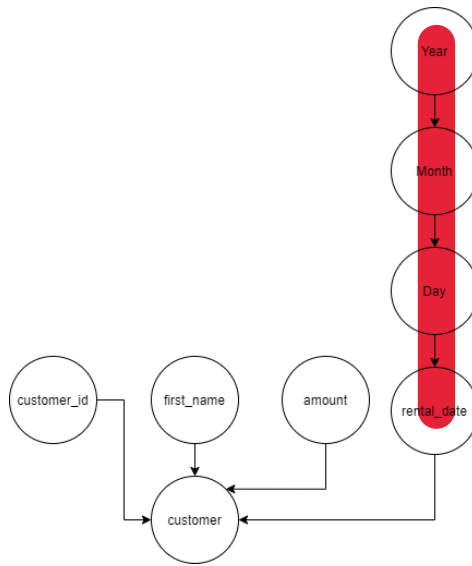 Year
Month
Day
customer_id
first_name
amount
rental_date
customer